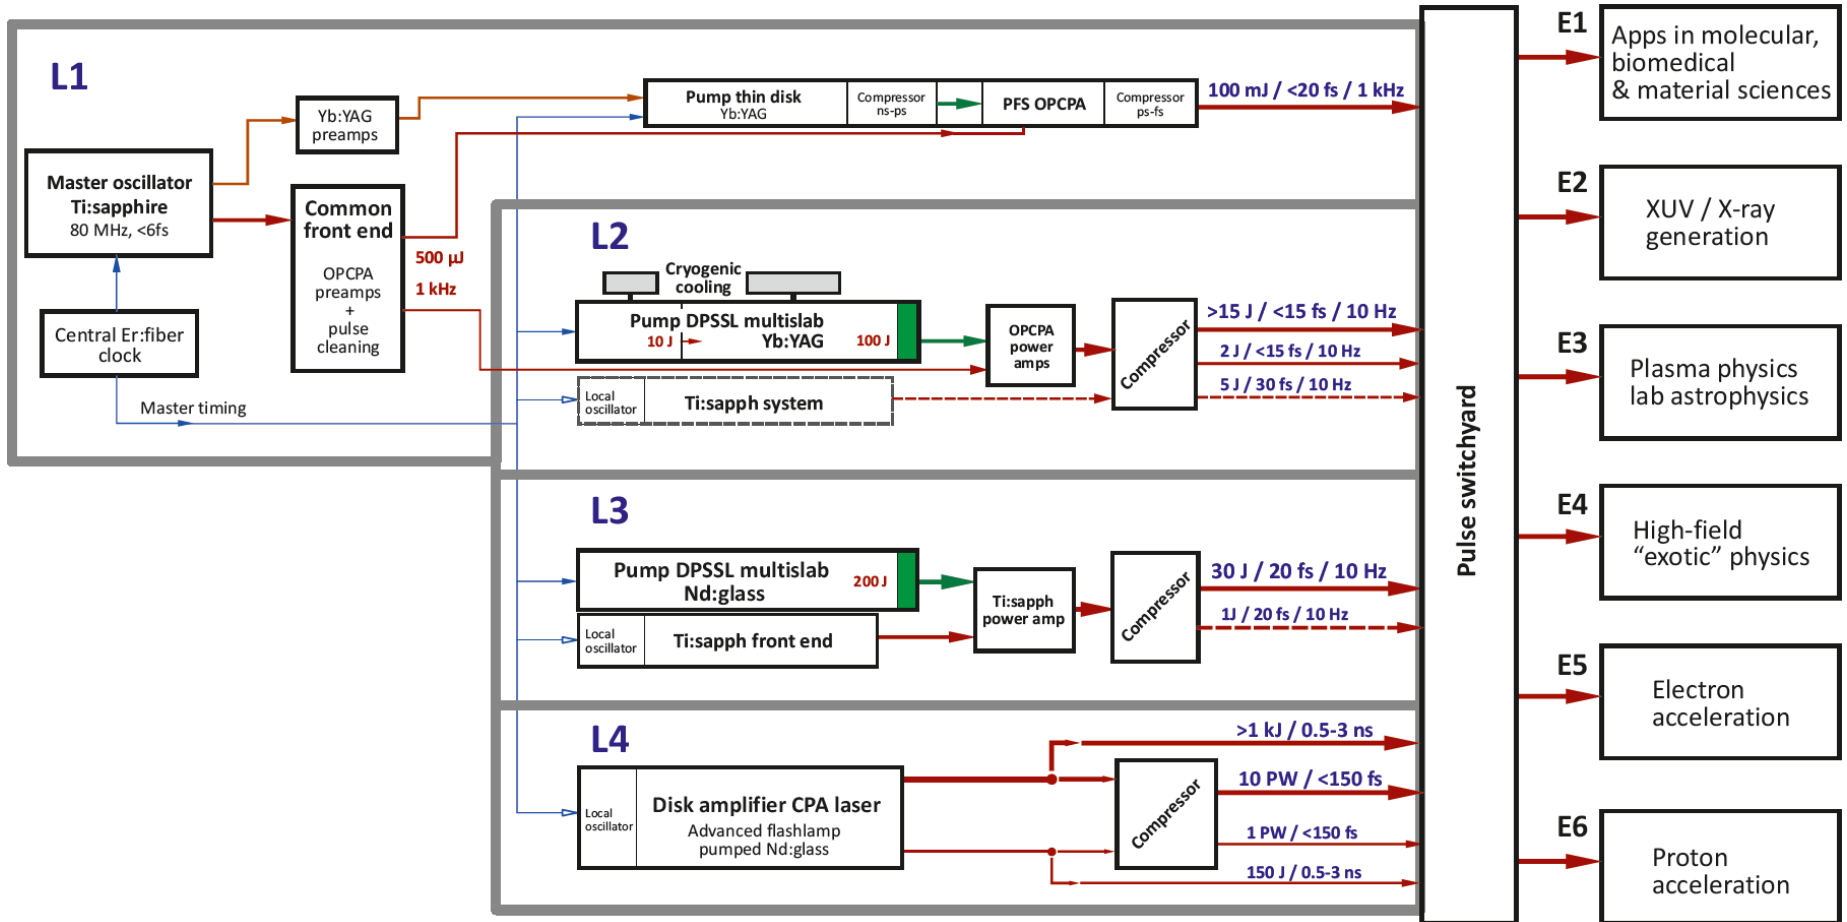 L1
Master oscillator
Ti:sapphire
80 MHz, <6fs
Central Er:fiber
clock
Master timing
Yb:YAG
preamps
Common
front end
OPCPA
preamps
+
pulse
cleaning
500 µJ
1 kHz
Pump thin disk
Yb:YAG
Compressor
ns-ps
PFS OPCPA
Compressor
ps-fs
100 mJ / <20 fs / 1 kHz
L2
Cryogenic
cooling
Pump DPSSL multislab
10 J
Yb:YAG
100 J
Local
oscillator
Ti:sapph system
OPCPA
power
amps
Compressor
>15 J / <15 fs / 10 Hz
2 J / <15 fs / 10 Hz
5 J / 30 fs / 10 Hz
L3
Pump DPSSL multislab
Nd:glass
200 J
Local
oscillator
Ti:sapph front end
Ti:sapph
power amp
Compressor
30 J / 20 fs / 10 Hz
1J / 20 fs / 10 Hz
L4
Local
oscillator
Disk amplifier CPA laser
Advanced flashlamp
pumped Nd:glass
Compressor
>1 kJ / 0.5-3 ns
10 PW / <150 fs
1 PW / <150 fs
150 J / 0.5-3 ns
Pulse switchyard
E1
Apps in molecular,
biomedical
& material sciences
E2
XUV / X-ray
generation
E3
Plasma physics
lab astrophysics
E4
High-field
“exotic” physics
E5
Electron
acceleration
E6
Proton
acceleration